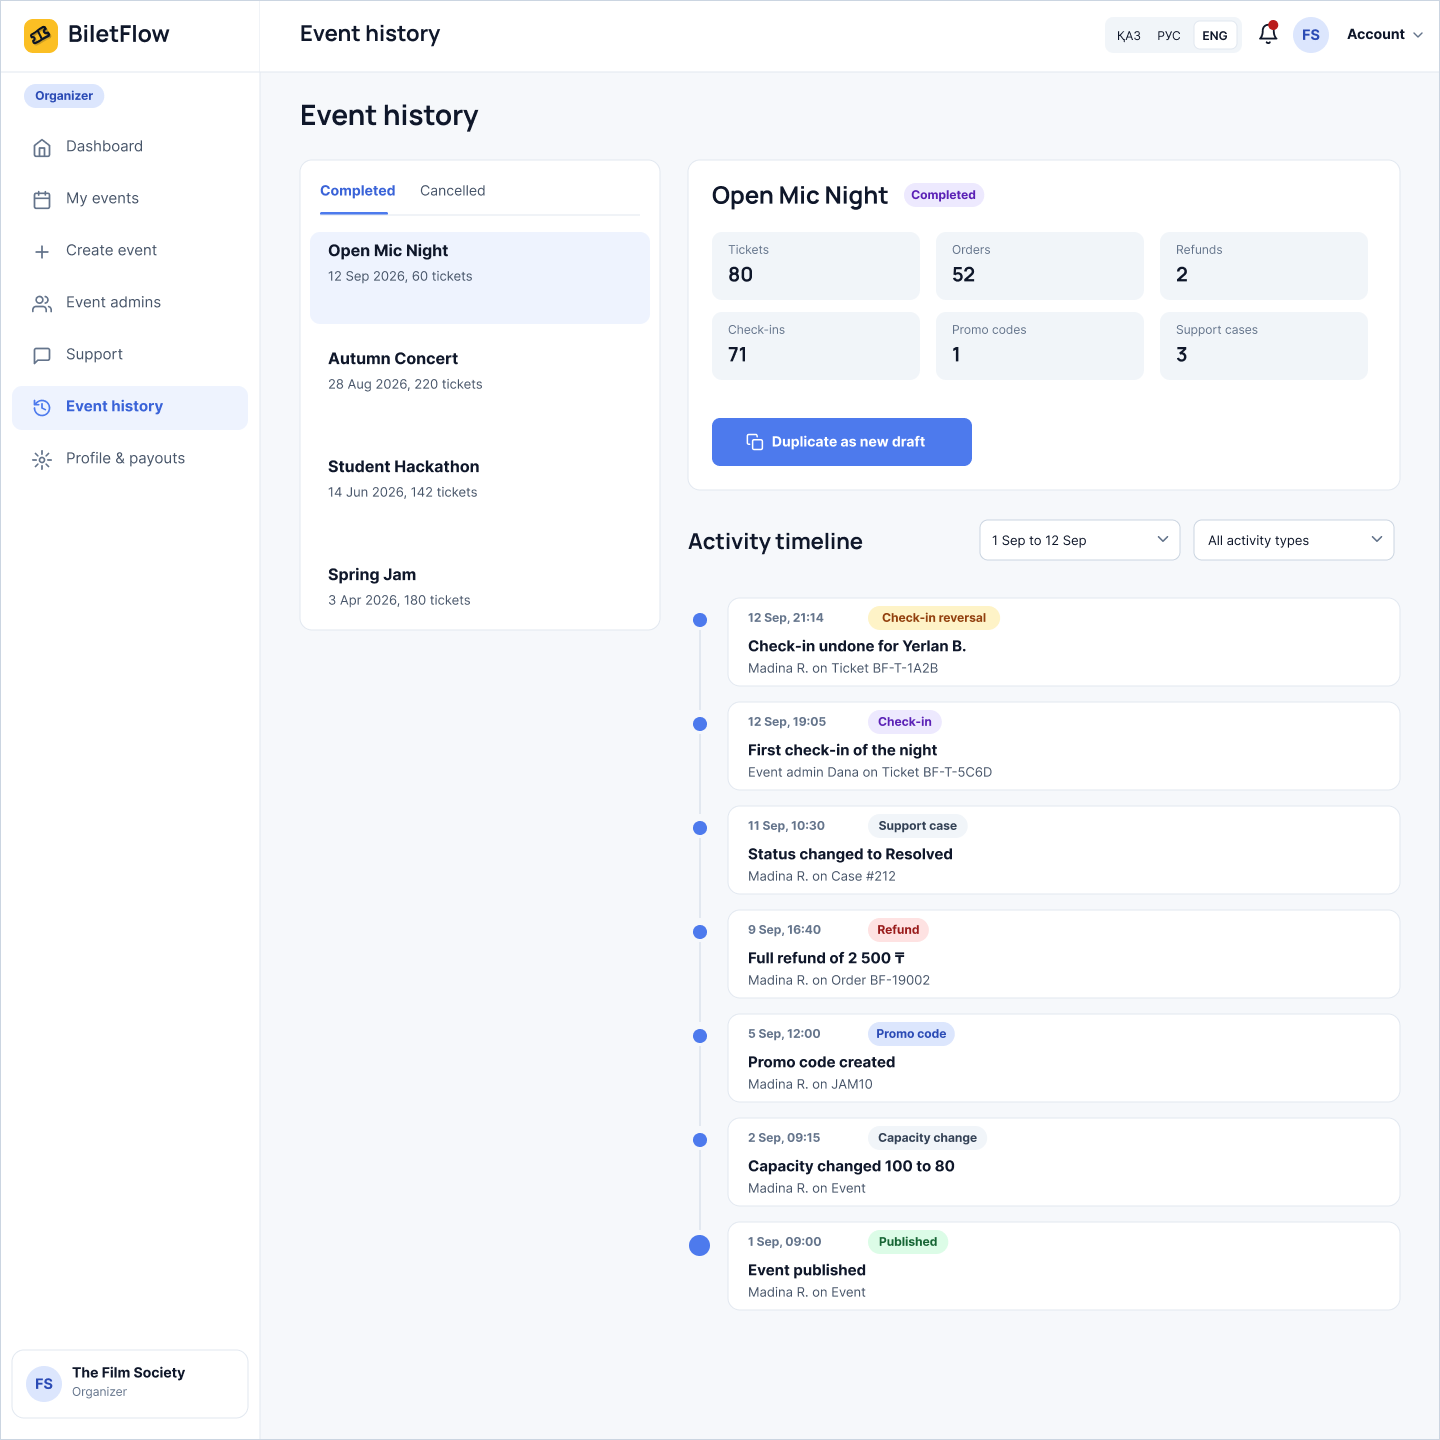 BiletFlow
Event history
ҚАЗ
РУС
ENG
FS
Account
Organizer
Dashboard
My events
Create event
Event admins
Support
Event history
Profile & payouts
FS
The Film Society
Organizer
Event history
Completed
Cancelled
Open Mic Night
12 Sep 2026, 60 tickets
Autumn Concert
28 Aug 2026, 220 tickets
Student Hackathon
14 Jun 2026, 142 tickets
Spring Jam
3 Apr 2026, 180 tickets
Open Mic Night
Completed
Tickets
80
Orders
52
Refunds
2
Check-ins
71
Promo codes
1
Support cases
3
Duplicate as new draft
Activity timeline
1 Sep to 12 Sep
All activity types
12 Sep, 21:14
Check-in reversal
Check-in undone for Yerlan B.
Madina R. on Ticket BF-T-1A2B
12 Sep, 19:05
Check-in
First check-in of the night
Event admin Dana on Ticket BF-T-5C6D
11 Sep, 10:30
Support case
Status changed to Resolved
Madina R. on Case #212
9 Sep, 16:40
Refund
Full refund of 2 500 ₸
Madina R. on Order BF-19002
5 Sep, 12:00
Promo code
Promo code created
Madina R. on JAM10
2 Sep, 09:15
Capacity change
Capacity changed 100 to 80
Madina R. on Event
1 Sep, 09:00
Published
Event published
Madina R. on Event